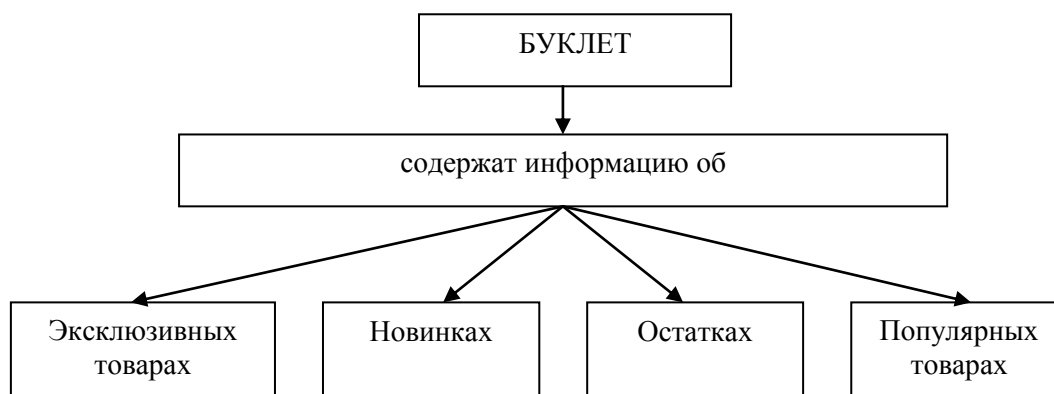 БУКЛЕТ
содержат информацию об
Эксклюзивных
товарах
Новинках
Остатках
Популярных
товарах